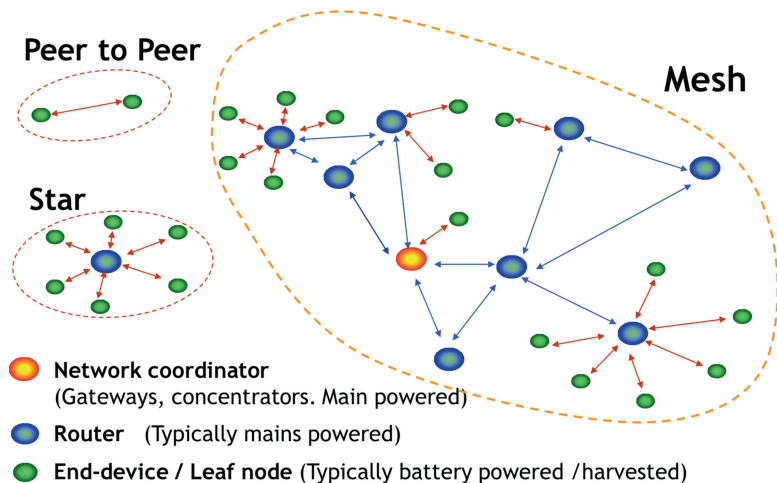 Peer to Peer
Mesh
Star
Network coordinator
(Gateways, concentrators. Main powered)
Router (Typically mains powered)
End-device / Leaf node (Typically battery powered /harvested)